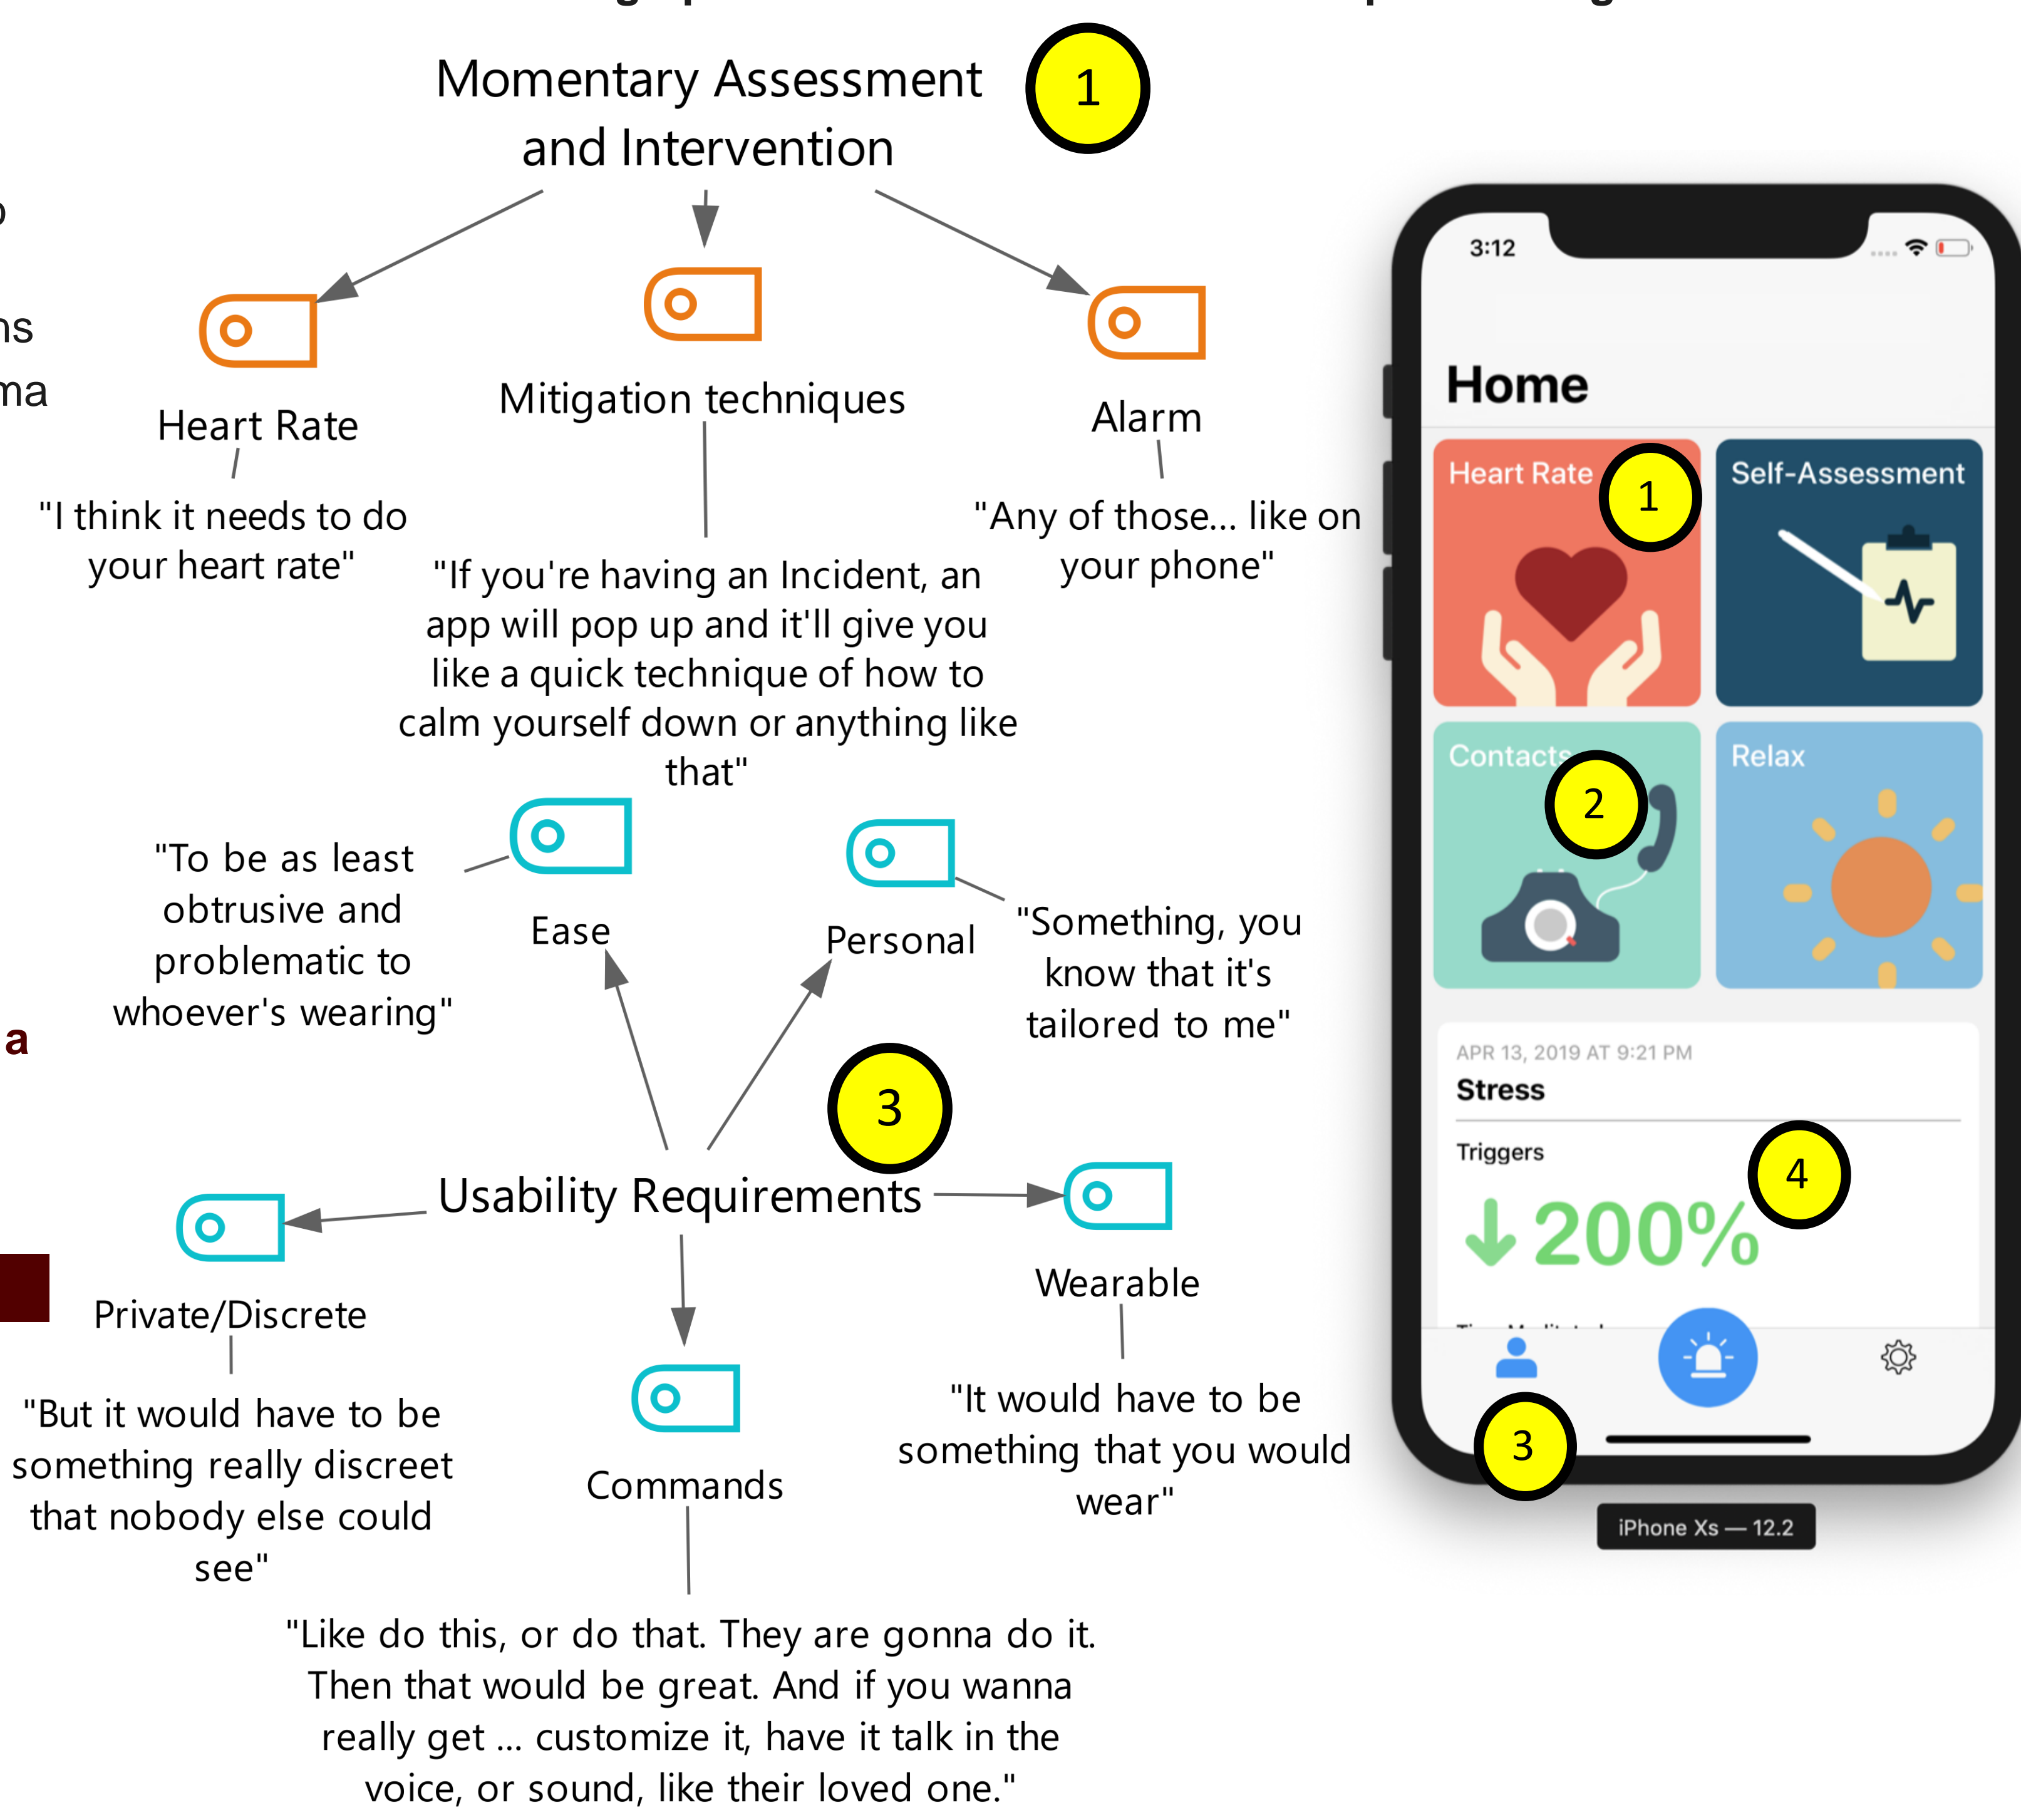 Momentary Assessment
and Intervention
1
Heart Rate
"I think it needs to do
your heart rate"
Mitigation techniques
"If you're having an Incident, an
app will pop up and it'll give you
like a quick technique of how to
calm yourself down or anything like
that"
Alarm
"Any of those... like on
your phone"
"To be as least
obtrusive and
problematic to
whoever's wearing"
Ease
Personal
"Something, you
know that it's
tailored to me"
3
Usability Requirements
Private/Discrete
"But it would have to be
something really discreet
that nobody else could
see"
Commands
"Like do this, or do that. They are gonna do it.
Then that would be great. And if you wanna
really get ... customize it, have it talk in the
voice, or sound, like their loved one."
Wearable
"It would have to be
something that you would
wear"
3:12
Home
Heart Rate
1
Self-Assessment
Contacts
2
Relax
APR 13, 2019 AT 9:21 PM
Stress
Triggers
4
200%
3
iPhone Xs — 12.2
ns
ma
a